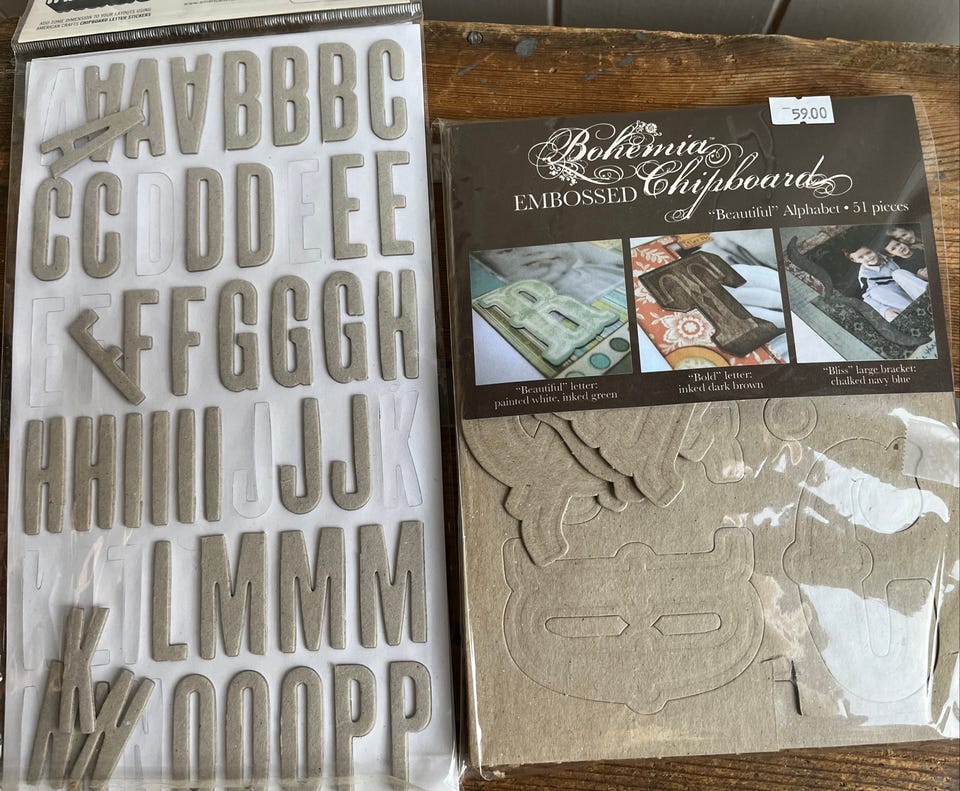 ADD SOME DIMENSION TO YOUR LAYOUTS USING
AMERICAN CRAFTS CHIPBOARD LETTER STICKERS
A A A A B B B C
C C D D D E E E
E F F F G G G H
H H I I I J J J K
L M M M
K
O O O P P
59.00
Bohemia™
EMBOSSED Chipboard
“Beautiful” Alphabet • 51 pieces
“Beautiful” letter:
painted white, inked green
“Bold” letter:
inked dark brown
“Bliss” large bracket:
chalked navy blue
B